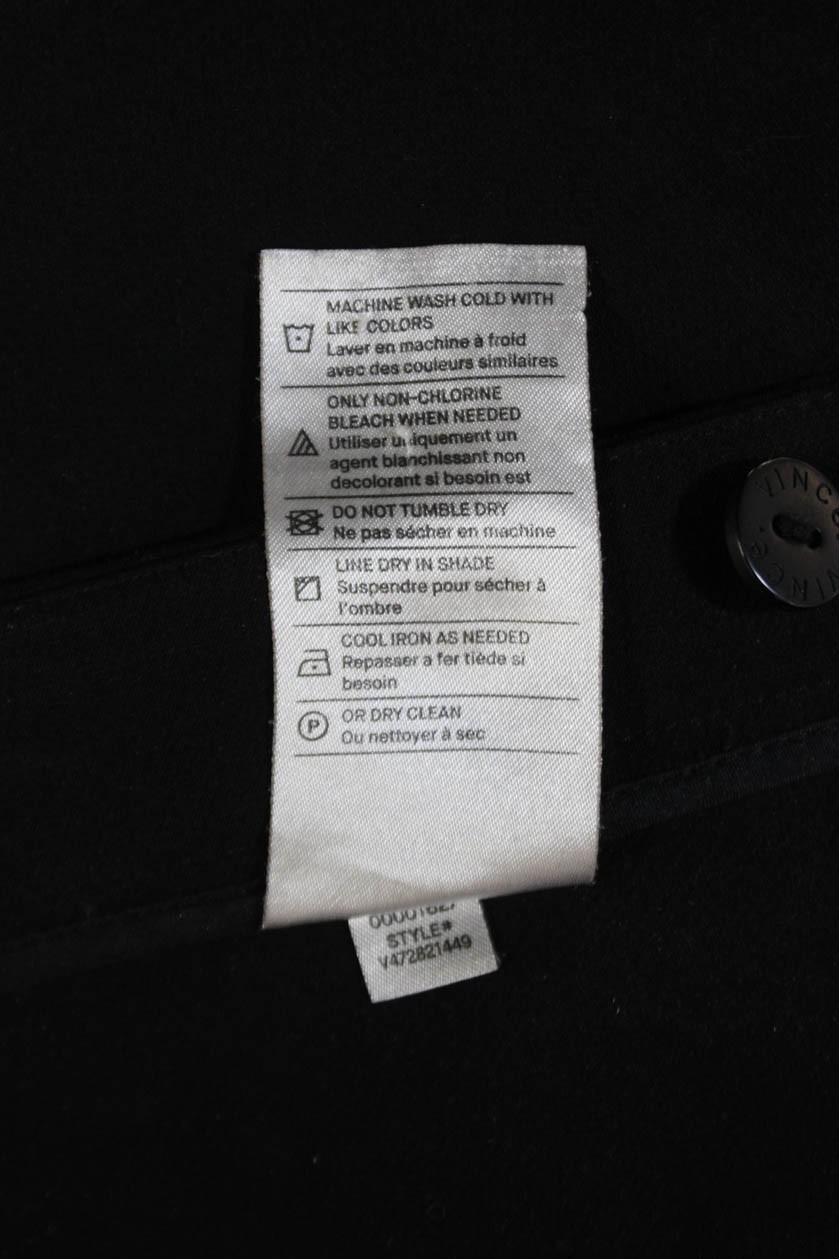 MACHINE WASH COLD WITH
LIKE COLORS
Laver en machine à froid
avec des couleurs similaires
ONLY NON-CHLORINE
BLEACH WHEN NEEDED
Utiliser uniquement un
agent blanchissant non
decolorant si besoin est
DO NOT TUMBLE DRY
Ne pas sécher en machine
LINE DRY IN SHADE
Suspendre pour sécher à
l'ombre
COOL IRON AS NEEDED
Repasser a fer tiède si
besoin
P
OR DRY CLEAN
Ou nettoyer à sec
STYLE#
V472821449
VINCE
VINCE